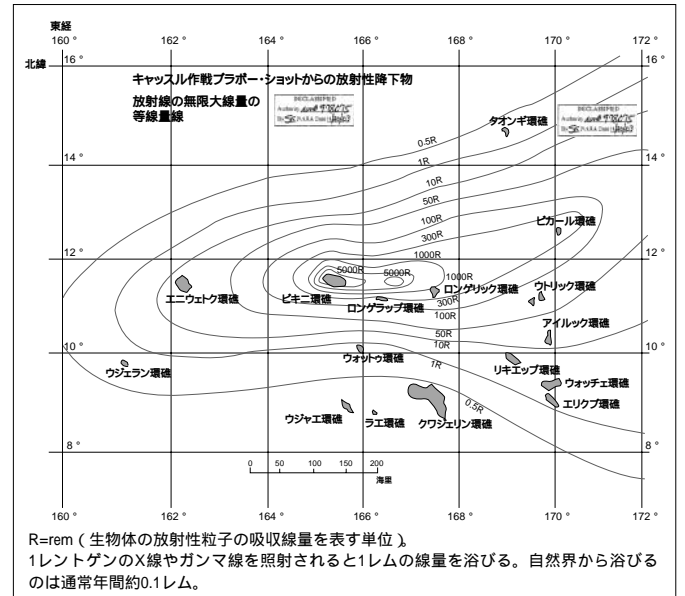 東経
160 ° 162 ° 164 ° 166 ° 168 ° 170 ° 172 °
北緯
16 ° 16 °
キャッスル作戦ブラボー・ショットからの放射性降下物
放射線の無限大線量の
等線量線
DECLASSIFIED
DECLASSIFIED
タオンギ環礁
0.5R
1R
14 ° 14 °
10R
50R
100R
ビカール環礁
300R
1000R
12 ° 12 °
5000R 5000R 1000R
エニウェトク環礁 ビキニ環礁 ロンゲラップ環礁 ロンゲリック環礁 ウトリック環礁
300R
100R
アイルック環礁
50R
10R
10 ° 10 °
ウジェラン環礁 ウォットゥ環礁 1R リキエップ環礁
ウォッチェ環礁
エリクブ環礁
0.5R
ウジャエ環礁 ラエ環礁 クワジェリン環礁
8 ° 8 °
0 50 100 150 200
海里
160 ° 162 ° 164 ° 166 ° 168 ° 170 ° 172 °
R=rem（生物体の放射性粒子の吸収線量を表す単位）。
1レントゲンのX線やガンマ線を照射されると1レムの線量を浴びる。自然界から浴びる
のは通常年間約0.1レム。